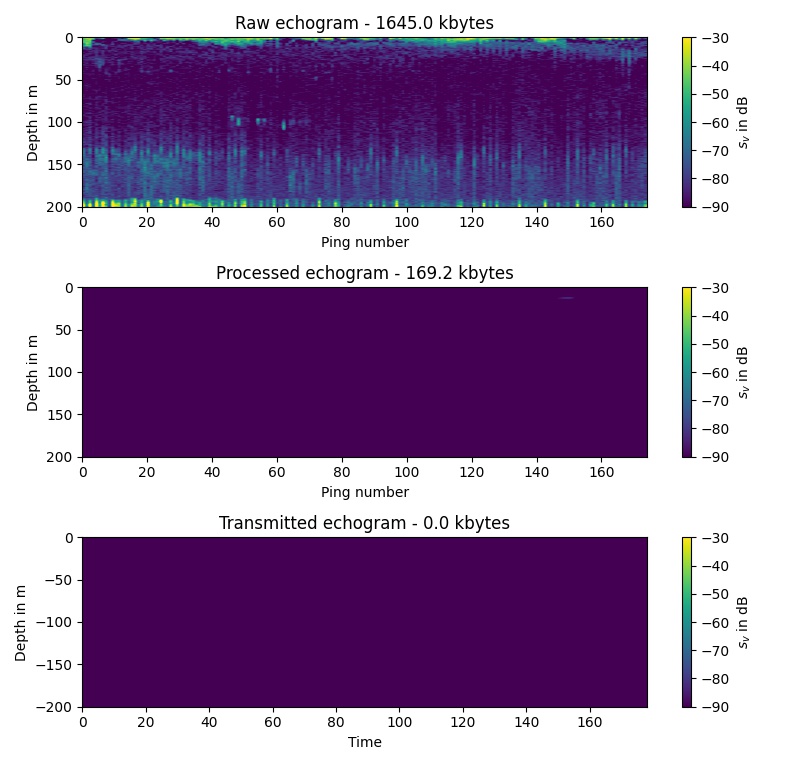 Raw echogram - 1645.0 kbytes
0
50
100
150
200
Depth in m
0 20 40 60 80 100 120 140 160
Ping number
−30
−40
−50
−60
−70
−80
−90
sv in dB
Processed echogram - 169.2 kbytes
0
50
100
150
200
Depth in m
0 20 40 60 80 100 120 140 160
Ping number
−30
−40
−50
−60
−70
−80
−90
sv in dB
Transmitted echogram - 0.0 kbytes
0
−50
−100
−150
−200
Depth in m
0 20 40 60 80 100 120 140 160
Time
−30
−40
−50
−60
−70
−80
−90
sv in dB